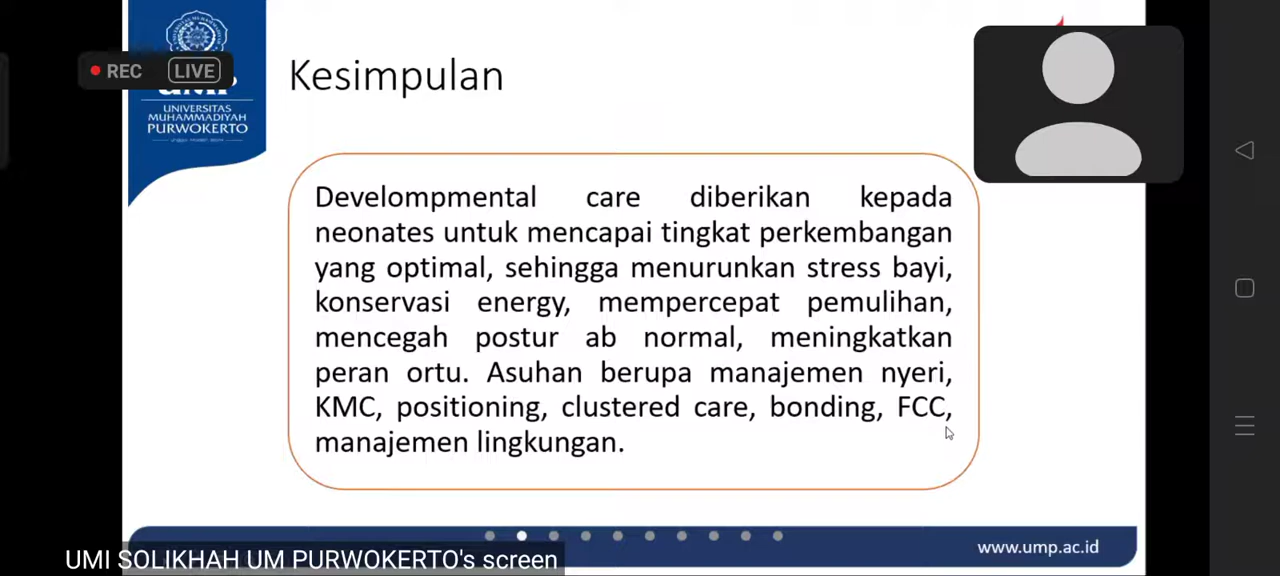 REC LIVE
UNIVERSITAS
MUHAMMADIYAH
PURWOKERTO
Kesimpulan
Develompmental care diberikan kepada
neonates untuk mencapai tingkat perkembangan
yang optimal, sehingga menurunkan stress bayi,
konservasi energy, mempercepat pemulihan,
mencegah postur ab normal, meningkatkan
peran ortu. Asuhan berupa manajemen nyeri,
KMC, positioning, clustered care, bonding, FCC,
manajemen lingkungan.
www.ump.ac.id
UMI SOLIKHAH UM PURWOKERTO's screen